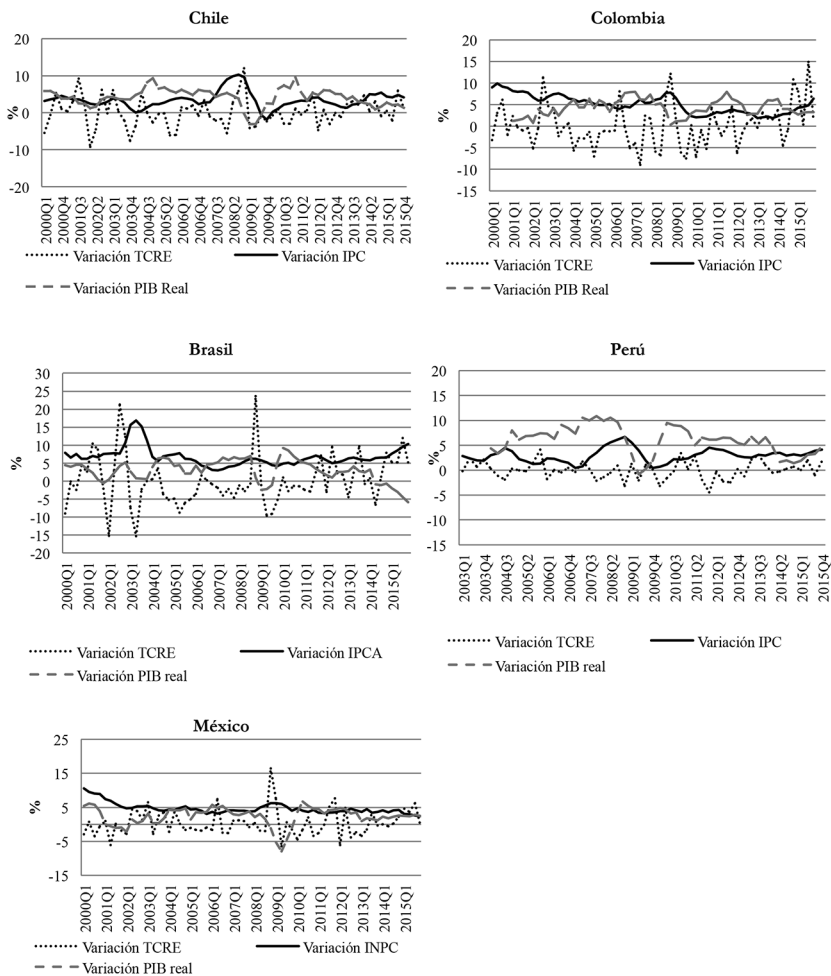 Chile
20
10
0
-10
-20
%
2000Q1
2000Q4
2001Q3
2002Q2
2003Q1
2003Q4
2004Q3
2005Q2
2006Q1
2006Q4
2007Q3
2008Q2
2009Q1
2009Q4
2010Q3
2011Q2
2012Q1
2012Q4
2013Q3
2014Q2
2015Q1
2015Q4
Variación TCRE
Variación IPC
Variación PIB Real
Colombia
20
15
10
5
0
-5
-10
-15
%
2000Q1
2001Q1
2002Q1
2003Q1
2004Q1
2005Q1
2006Q1
2007Q1
2008Q1
2009Q1
2010Q1
2011Q1
2012Q1
2013Q1
2014Q1
2015Q1
Variación TCRE
Variación IPC
Variación PIB Real
Brasil
30
25
20
15
10
5
0
-5
-10
-15
-20
%
2000Q1
2001Q1
2002Q1
2003Q1
2004Q1
2005Q1
2006Q1
2007Q1
2008Q1
2009Q1
2010Q1
2011Q1
2012Q1
2013Q1
2014Q1
2015Q1
Variación TCRE
Variación IPCA
Variación PIB real
Perú
20
15
10
5
0
-5
-10
-15
%
2003Q1
2003Q4
2004Q3
2005Q2
2006Q1
2006Q4
2007Q3
2008Q2
2009Q1
2009Q4
2010Q3
2011Q2
2012Q1
2012Q4
2013Q3
2014Q2
2015Q1
2015Q4
Variación TCRE
Variación IPC
Variación PIB real
México
25
15
5
-5
-15
%
2000Q1
2001Q1
2002Q1
2003Q1
2004Q1
2005Q1
2006Q1
2007Q1
2008Q1
2009Q1
2010Q1
2011Q1
2012Q1
2013Q1
2014Q1
2015Q1
Variación TCRE
Variación INPC
Variación PIB real